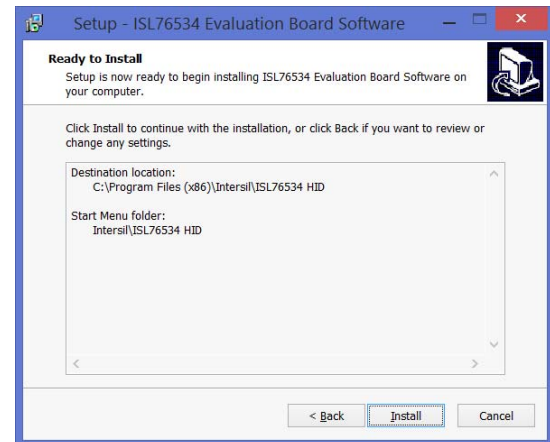 Setup - ISL76534 Evaluation Board Software
Ready to Install
Setup is now ready to begin installing ISL76534 Evaluation Board Software on
your computer.
Click Install to continue with the installation, or click Back if you want to review or
change any settings.
Destination location:
C:\Program Files (x86)\Intersil\ISL76534 HID
Start Menu folder:
Intersil\ISL76534 HID
< Back
Install
Cancel